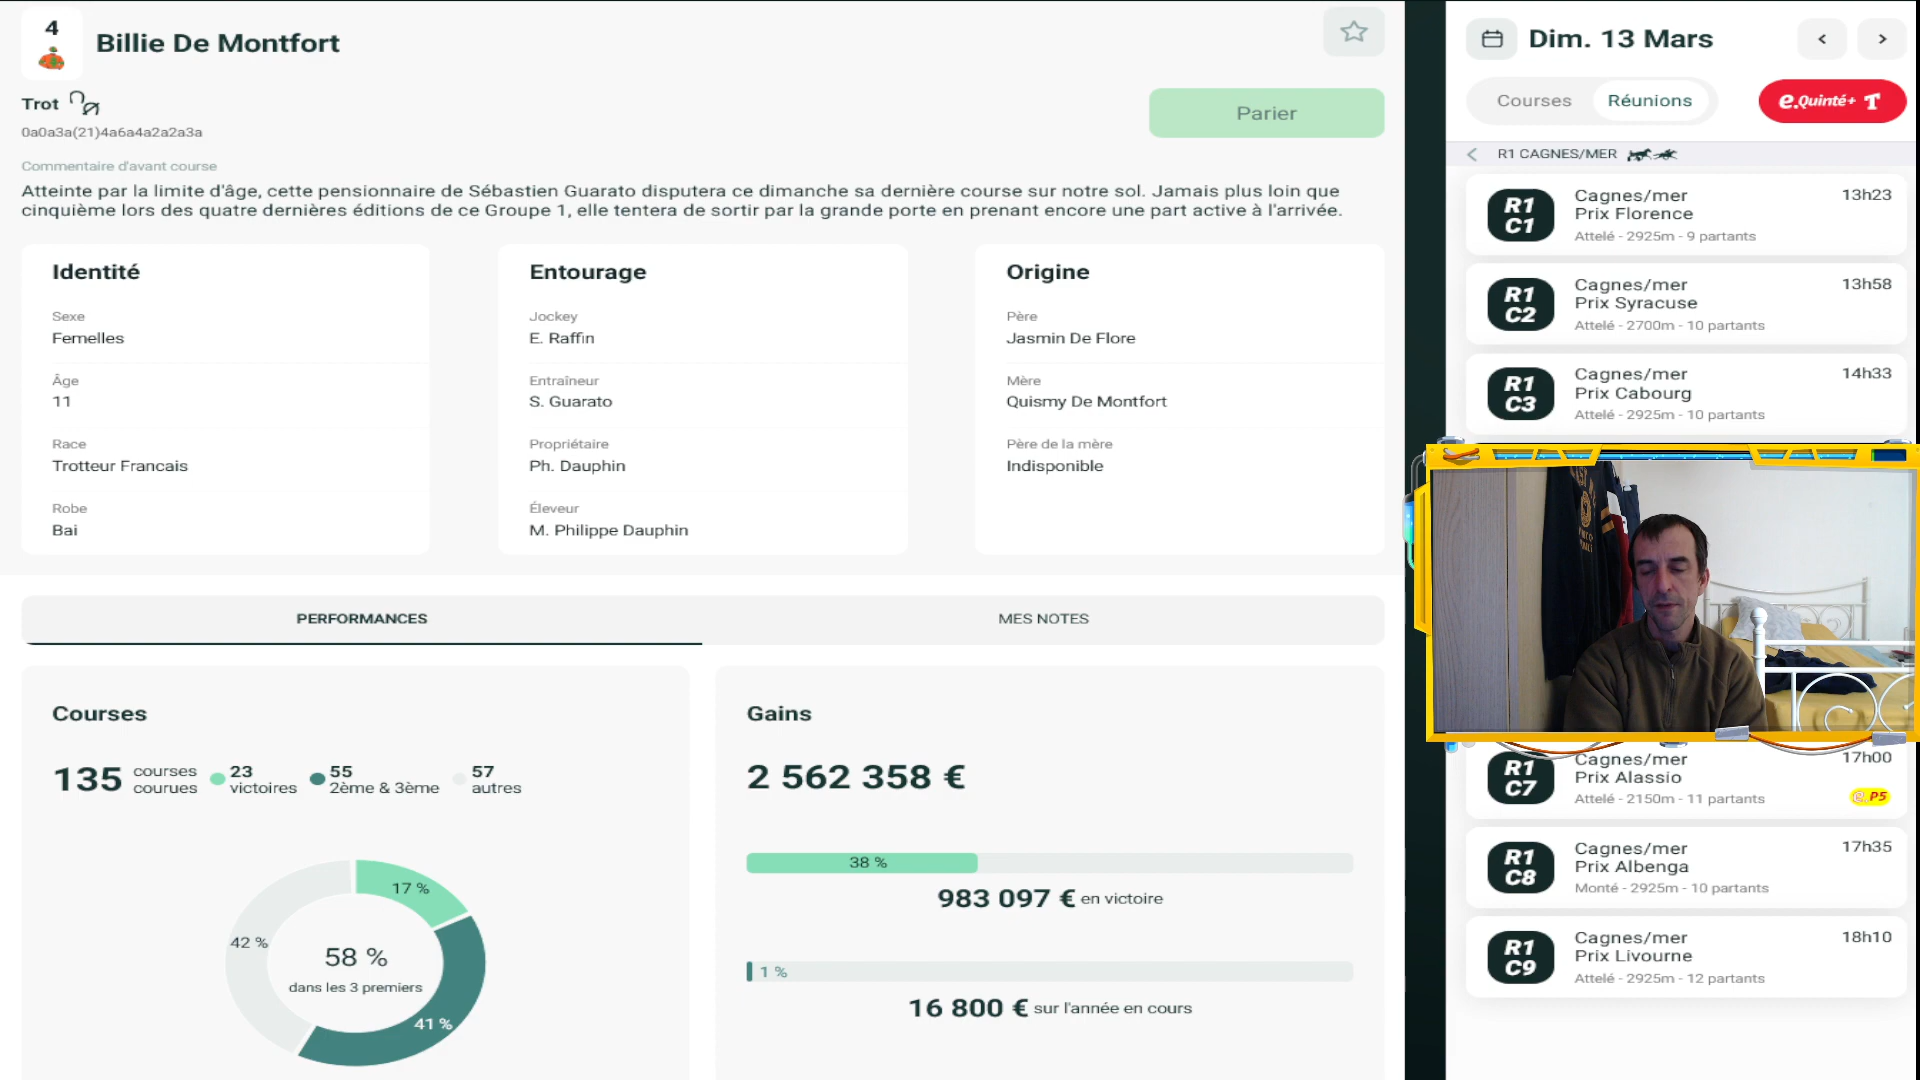 4
Billie De Montfort
Trot
0a0a3a(21)4a6a4a2a2a3a
Parier
Commentaire d'avant course
Atteinte par la limite d'âge, cette pensionnaire de Sébastien Guarato disputera ce dimanche sa dernière course sur notre sol. Jamais plus loin que
cinquième lors des quatre dernières éditions de ce Groupe 1, elle tentera de sortir par la grande porte en prenant encore une part active à l'arrivée.
Identité
Sexe
Femelles
Âge
11
Race
Trotteur Francais
Robe
Bai
Entourage
Jockey
E. Raffin
Entraîneur
S. Guarato
Propriétaire
Ph. Dauphin
Éleveur
M. Philippe Dauphin
Origine
Père
Jasmin De Flore
Mère
Quismy De Montfort
Père de la mère
Indisponible
PERFORMANCES
MES NOTES
Courses
135 courses courues
23 victoires
55 2ème & 3ème
57 autres
17 %
42 %
58 %
dans les 3 premiers
41 %
Gains
2 562 358 €
38 %
983 097 € en victoire
1 %
16 800 € sur l'année en cours
Dim. 13 Mars
Courses
Réunions
e.Quinté+
R1 CAGNES/MER
R1 C1
Cagnes/mer
13h23
Prix Florence
Attelé - 2925m - 9 partants
R1 C2
Cagnes/mer
13h58
Prix Syracuse
Attelé - 2700m - 10 partants
R1 C3
Cagnes/mer
14h33
Prix Cabourg
Attelé - 2925m - 10 partants
R1 C7
Cagnes/mer
17h00
Prix Alassio
Attelé - 2150m - 11 partants
e. P5
R1 C8
Cagnes/mer
17h35
Prix Albenga
Monté - 2925m - 10 partants
R1 C9
Cagnes/mer
18h10
Prix Livourne
Attelé - 2925m - 12 partants